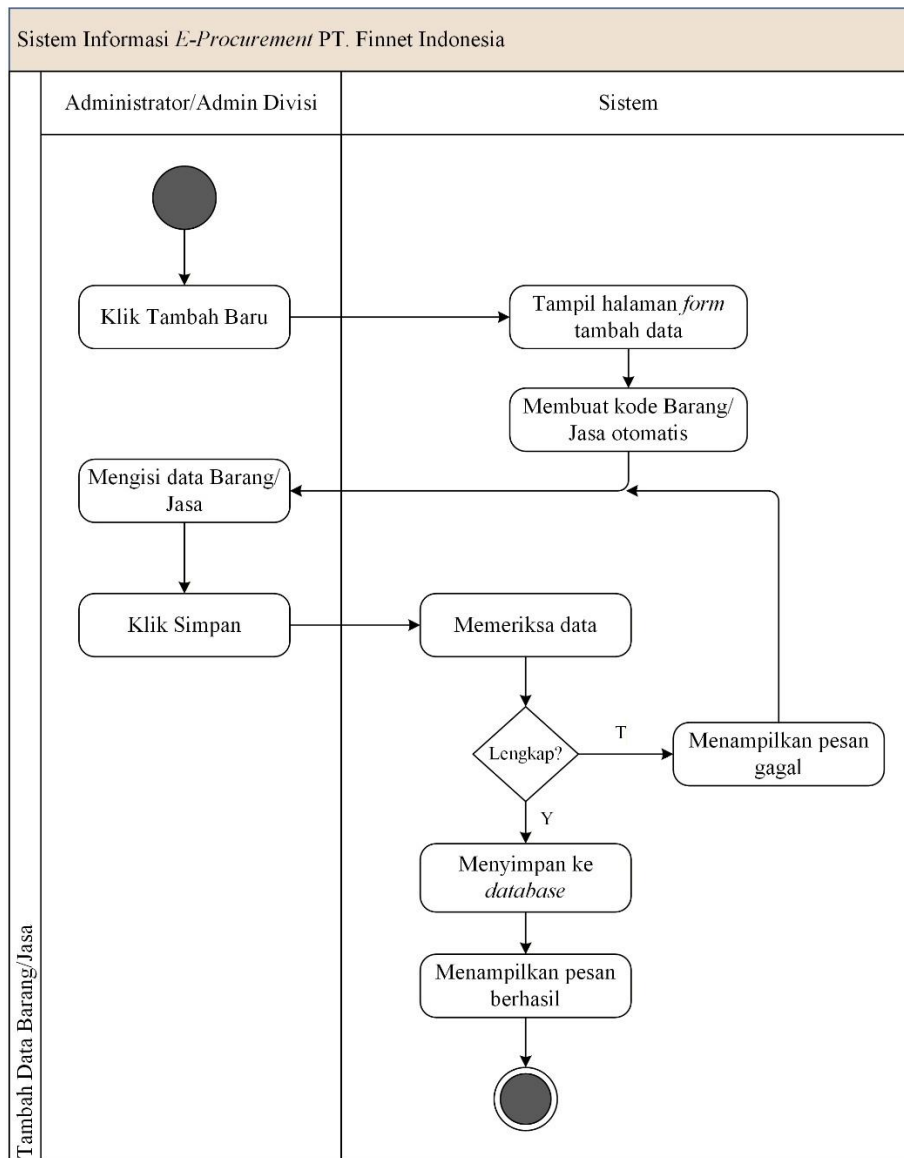 Sistem Informasi E-Procurement PT. Finnet Indonesia
Administrator/Admin Divisi
Sistem
Klik Tambah Baru
Tampil halaman form
tambah data
Membuat kode Barang/
Jasa otomatis
Mengisi data Barang/
Jasa
Klik Simpan
Memeriksa data
Lengkap?
T
Menampilkan pesan
gagal
Y
Menyimpan ke
database
Menampilkan pesan
berhasil
Tambah Data Barang/Jasa